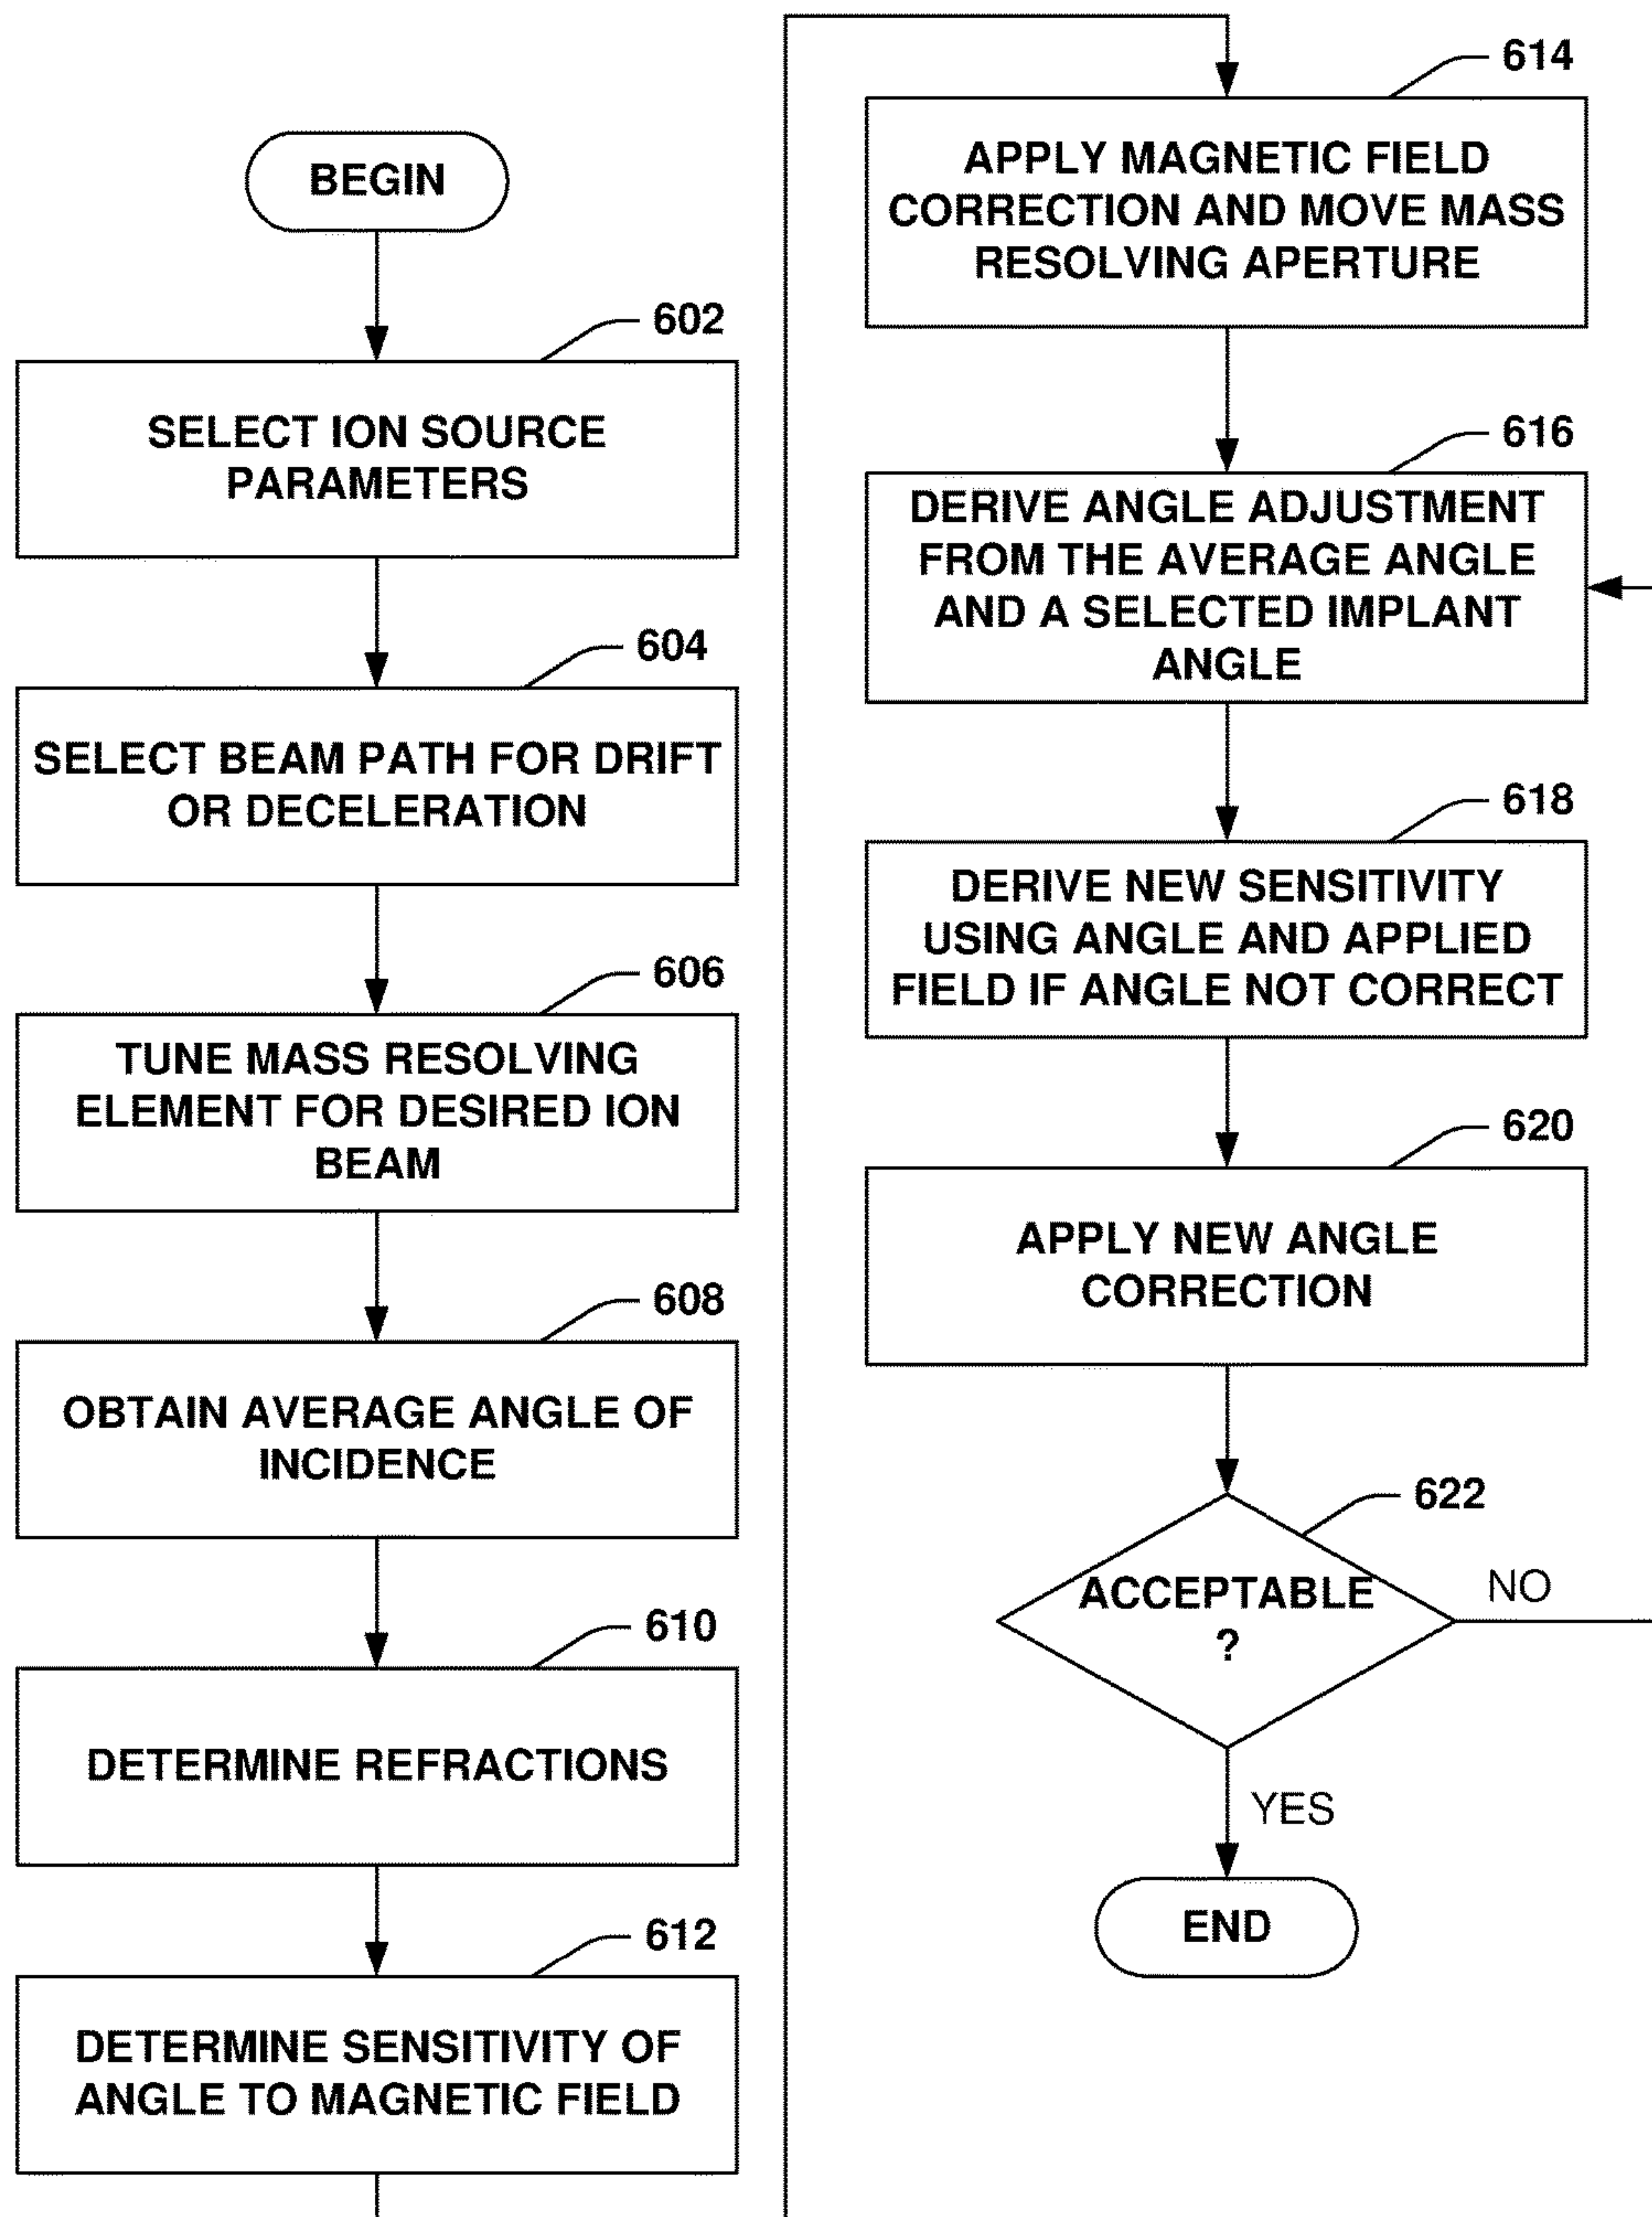 BEGIN
602
SELECT ION SOURCE
PARAMETERS
604
SELECT BEAM PATH FOR DRIFT
OR DECELERATION
606
TUNE MASS RESOLVING
ELEMENT FOR DESIRED ION
BEAM
608
OBTAIN AVERAGE ANGLE OF
INCIDENCE
610
DETERMINE REFRACTIONS
612
DETERMINE SENSITIVITY OF
ANGLE TO MAGNETIC FIELD
614
APPLY MAGNETIC FIELD
CORRECTION AND MOVE MASS
RESOLVING APERTURE
616
DERIVE ANGLE ADJUSTMENT
FROM THE AVERAGE ANGLE
AND A SELECTED IMPLANT
ANGLE
618
DERIVE NEW SENSITIVITY
USING ANGLE AND APPLIED
FIELD IF ANGLE NOT CORRECT
620
APPLY NEW ANGLE
CORRECTION
622
ACCEPTABLE
?
NO
YES
END